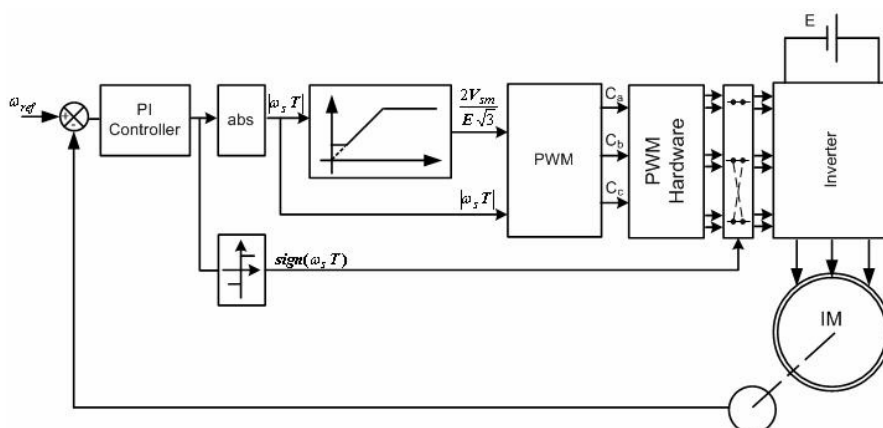 E
ω_ref
+
-
PI
Controller
abs
|ω_s T|
2V_sm
E √3
PWM
C_a
C_b
C_c
PWM
Hardware
Inverter
|ω_s T|
sign(ω_s T)
IM